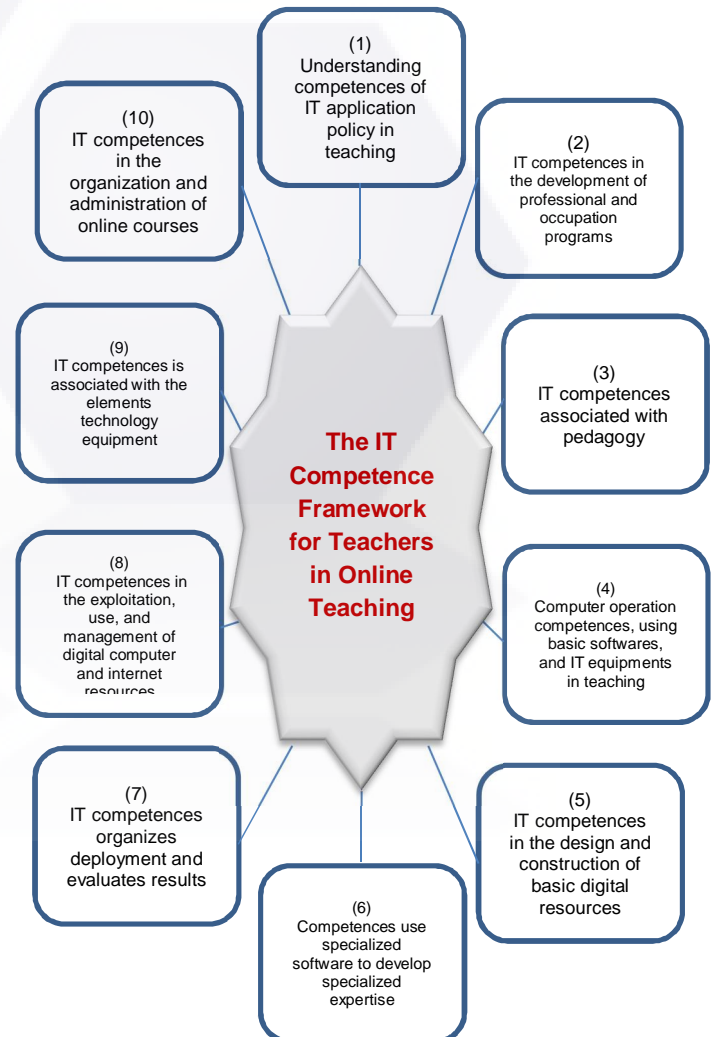 (1)
Understanding
competences of
IT application
policy in
teaching
(2)
IT competences in
the development of
professional and
occupation
programs
(3)
IT competences
associated with
pedagogy
(4)
Computer operation
competences, using
basic softwares,
and IT equipments
in teaching
(5)
IT competences
in the design and
construction of
basic digital
resources
(6)
Competences use
specialized
software to develop
specialized
expertise
(7)
IT competences
organizes
deployment and
evaluates results
(8)
IT competences in
the exploitation,
use, and
management of
digital computer
and internet
resources
(9)
IT competences is
associated with the
elements
technology
equipment
(10)
IT competences
in the
organization and
administration of
online courses
The IT
Competence
Framework
for Teachers
in Online
Teaching